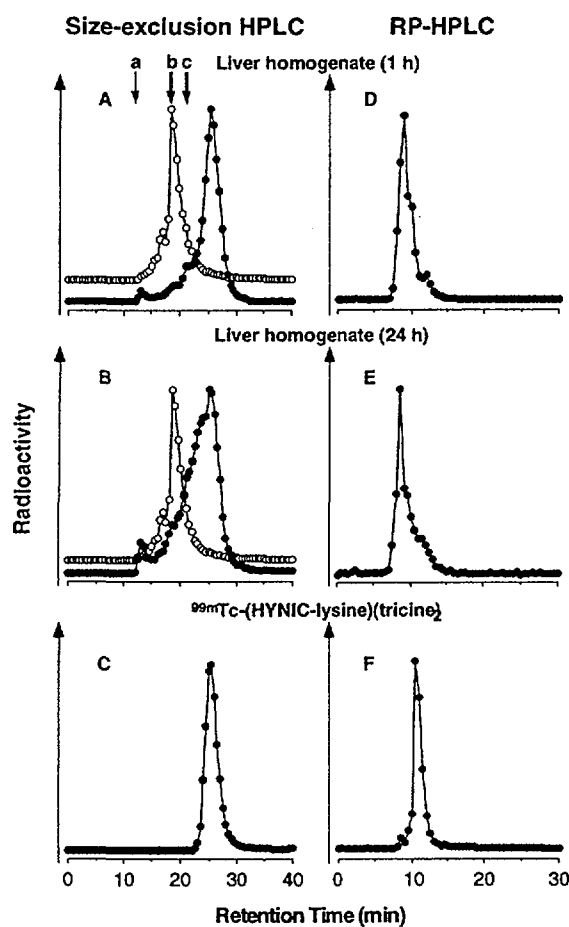 Size-exclusion HPLC RP-HPLC
Liver homogenate (1 h)
a b c
A D
Liver homogenate (24 h)
B E
Radioactivity
99mTc-(HYNIC-lysine)(tricine)2
C F
0 10 20 30 40 0 10 20 30
Retention Time (min)